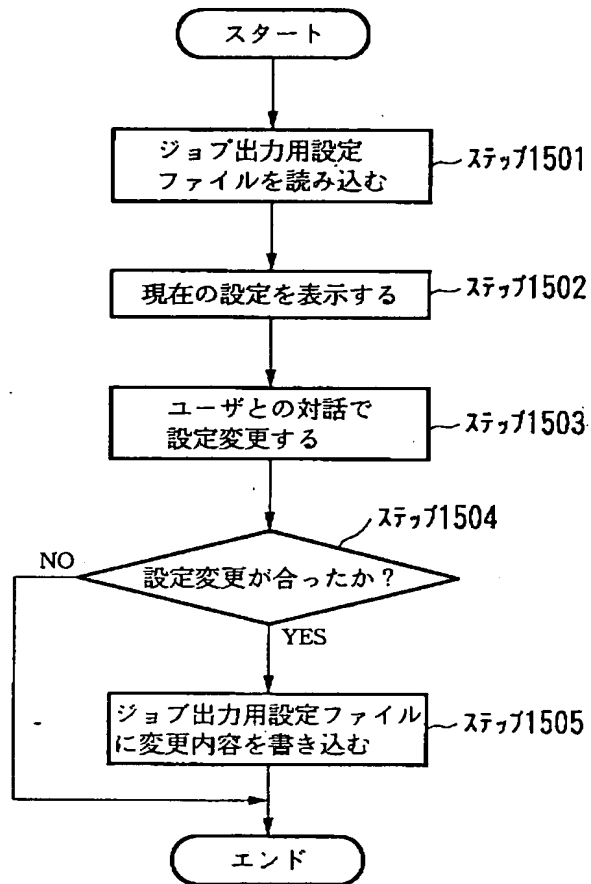 スタート
ジョブ出力用設定
ファイルを読み込む
ステップ1501
現在の設定を表示する
ステップ1502
ユーザとの対話で
設定変更する
ステップ1503
ステップ1504
NO
設定変更が合ったか?
YES
ジョブ出力用設定ファイル
に変更内容を書き込む
ステップ1505
エンド